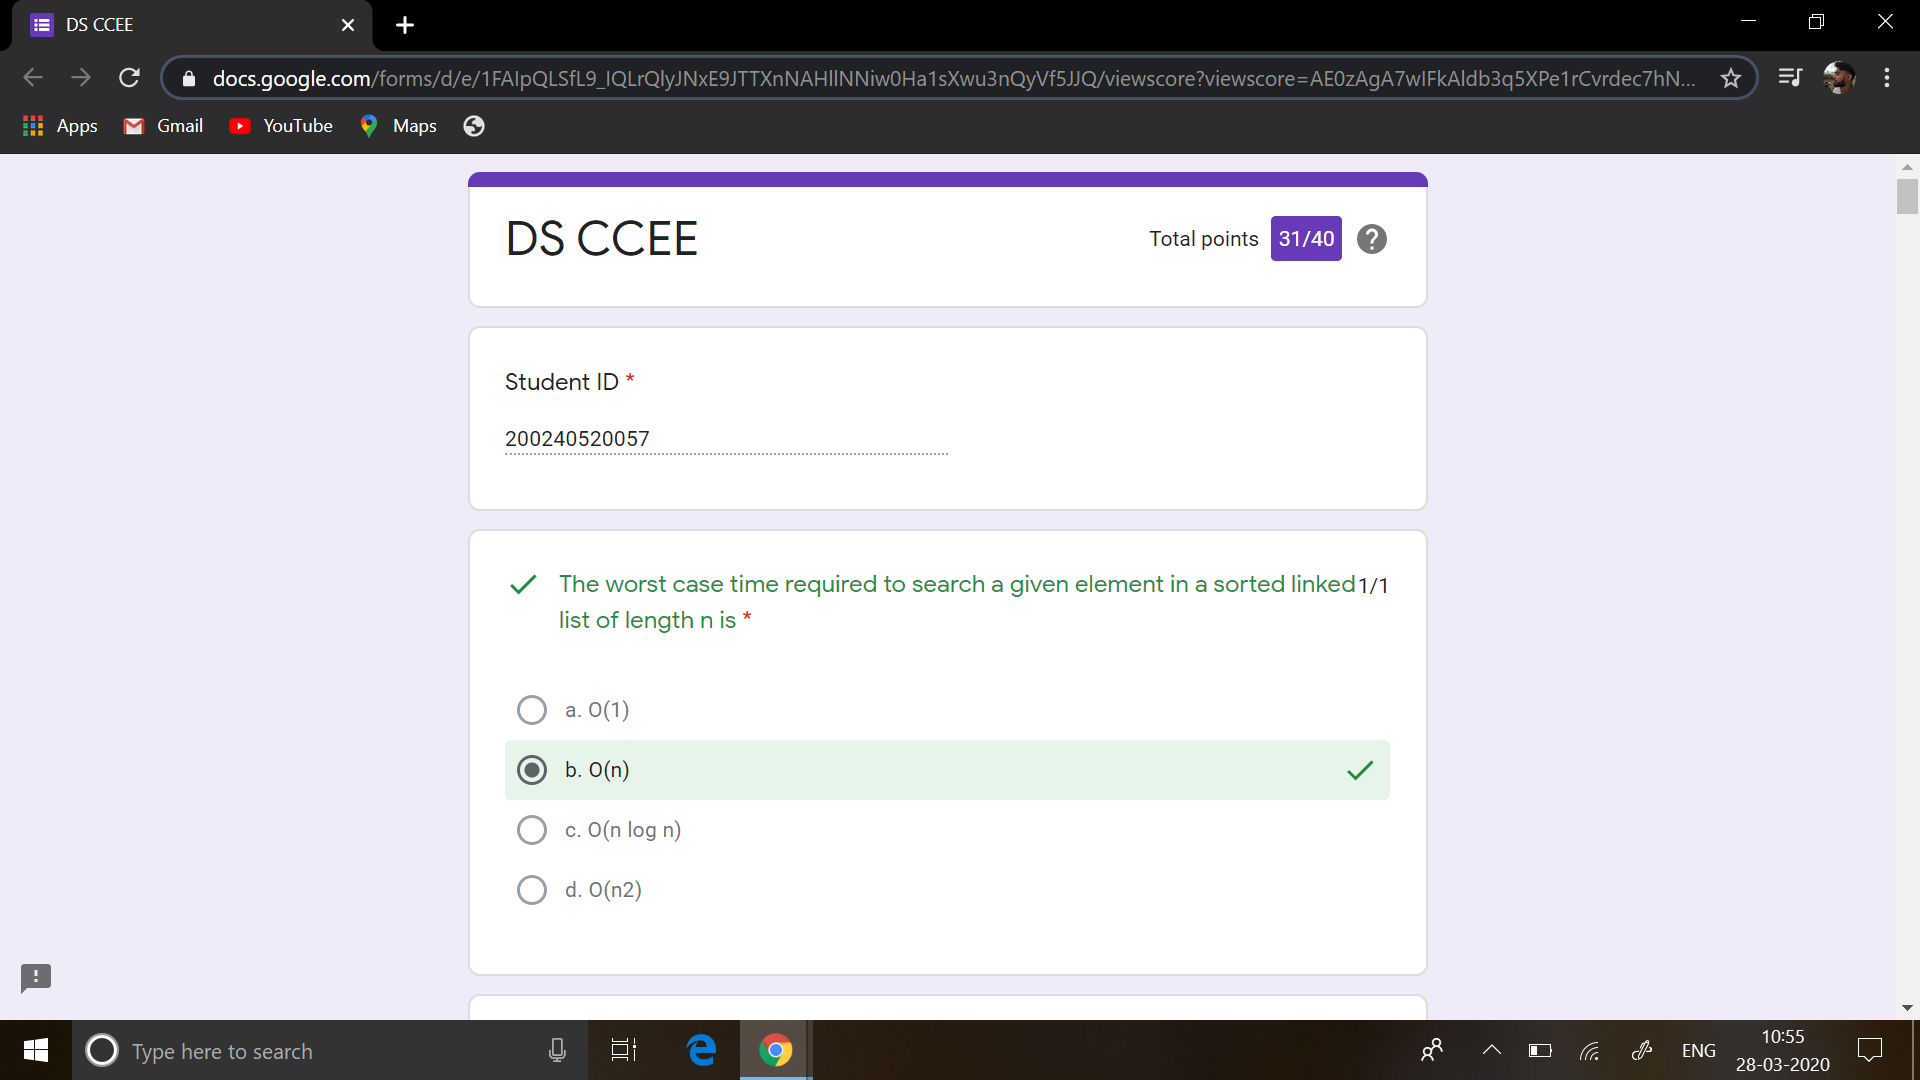 DS CCEE
docs.google.com/forms/d/e/1FAIpQLSfL9_IQLrQlyJNxE9JTTXnNAHllNNiw0Ha1sXwu3nQyVf5JJQ/viewscore?viewscore=AE0zAgA7wIFkAldb3q5XPe1rCvrdec7hN...
Apps Gmail YouTube Maps
DS CCEE
Total points 31/40
Student ID *
200240520057
The worst case time required to search a given element in a sorted linked 1/1
list of length n is *
a. O(1)
b. O(n)
c. O(n log n)
d. O(n2)
Type here to search
ENG
10:55
28-03-2020